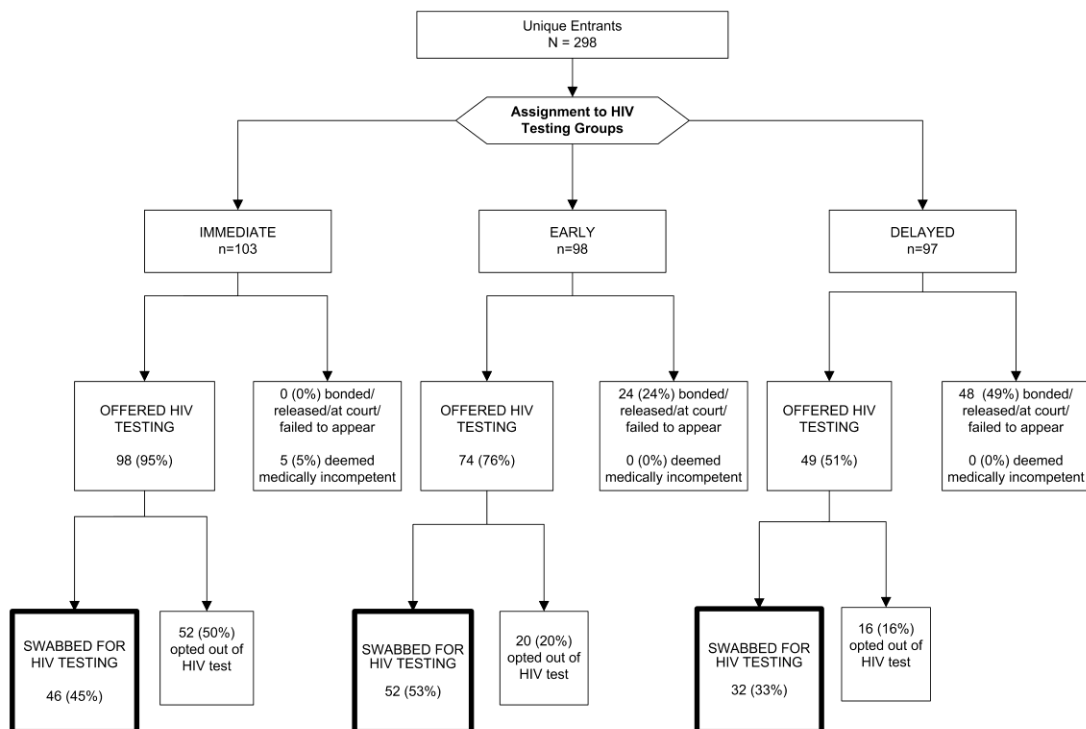 Unique Entrants
N = 298
Assignment to HIV
Testing Groups
IMMEDIATE
n=103
EARLY
n=98
DELAYED
n=97
OFFERED HIV
TESTING
98 (95%)
0 (0%) bonded/
released/at court/
failed to appear
5 (5%) deemed
medically incompetent
OFFERED HIV
TESTING
74 (76%)
24 (24%) bonded/
released/at court/
failed to appear
0 (0%) deemed
medically incompetent
OFFERED HIV
TESTING
49 (51%)
48 (49%) bonded/
released/at court/
failed to appear
0 (0%) deemed
medically incompetent
SWABBED FOR
HIV TESTING
46 (45%)
52 (50%)
opted out of
HIV test
SWABBED FOR
HIV TESTING
52 (53%)
20 (20%)
opted out of
HIV test
SWABBED FOR
HIV TESTING
32 (33%)
16 (16%)
opted out of
HIV test